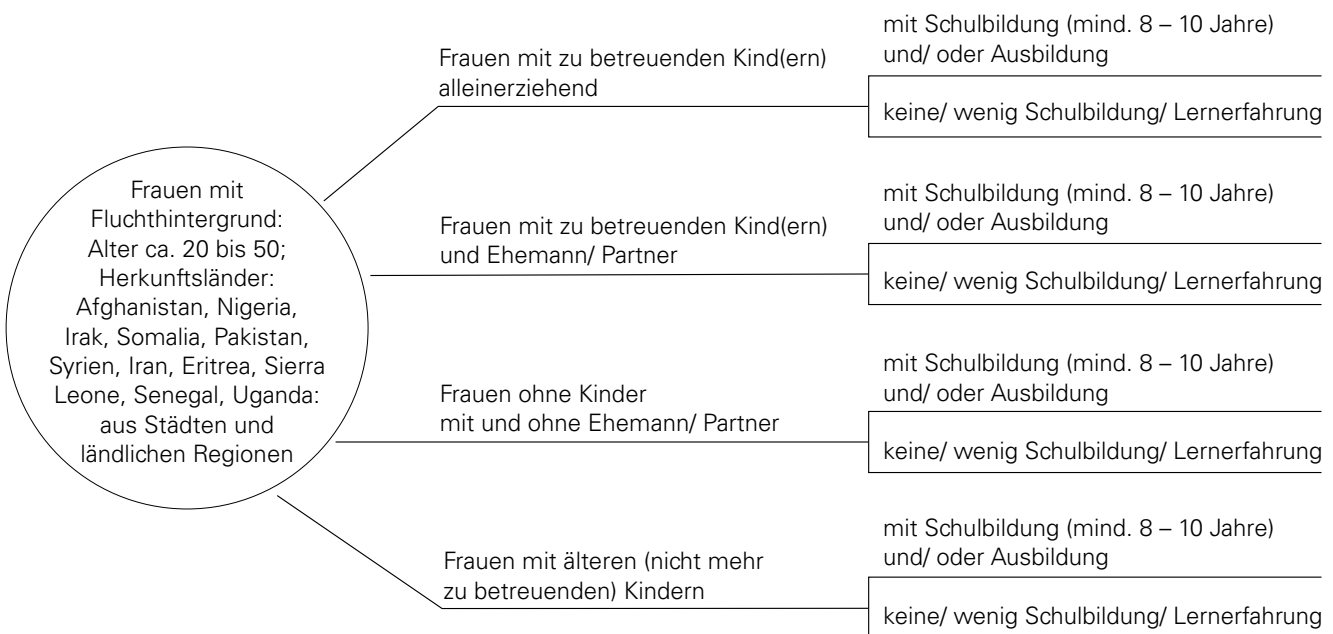 Frauen mit
Fluchthintergrund:
Alter ca. 20 bis 50;
Herkunftsländer:
Afghanistan, Nigeria,
Irak, Somalia, Pakistan,
Syrien, Iran, Eritrea, Sierra
Leone, Senegal, Uganda:
aus Städten und
ländlichen Regionen
Frauen mit zu betreuenden Kind(ern)
alleinerziehend
mit Schulbildung (mind. 8 – 10 Jahre)
und/ oder Ausbildung
keine/ wenig Schulbildung/ Lernerfahrung
Frauen mit zu betreuenden Kind(ern)
und Ehemann/ Partner
mit Schulbildung (mind. 8 – 10 Jahre)
und/ oder Ausbildung
keine/ wenig Schulbildung/ Lernerfahrung
Frauen ohne Kinder
mit und ohne Ehemann/ Partner
mit Schulbildung (mind. 8 – 10 Jahre)
und/ oder Ausbildung
keine/ wenig Schulbildung/ Lernerfahrung
Frauen mit älteren (nicht mehr
zu betreuenden) Kindern
mit Schulbildung (mind. 8 – 10 Jahre)
und/ oder Ausbildung
keine/ wenig Schulbildung/ Lernerfahrung